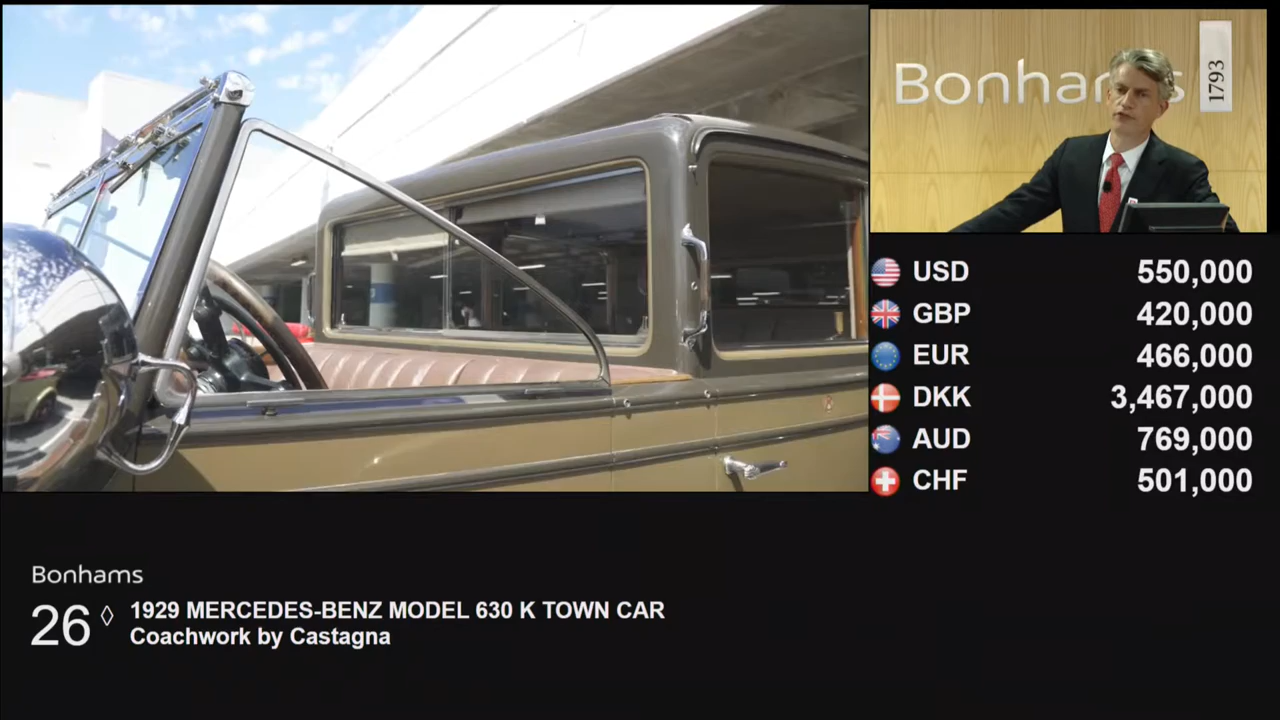 Bonhams
1793
USD 550,000
GBP 420,000
EUR 466,000
DKK 3,467,000
AUD 769,000
CHF 501,000
Bonhams
26 ◊ 1929 MERCEDES-BENZ MODEL 630 K TOWN CAR
Coachwork by Castagna